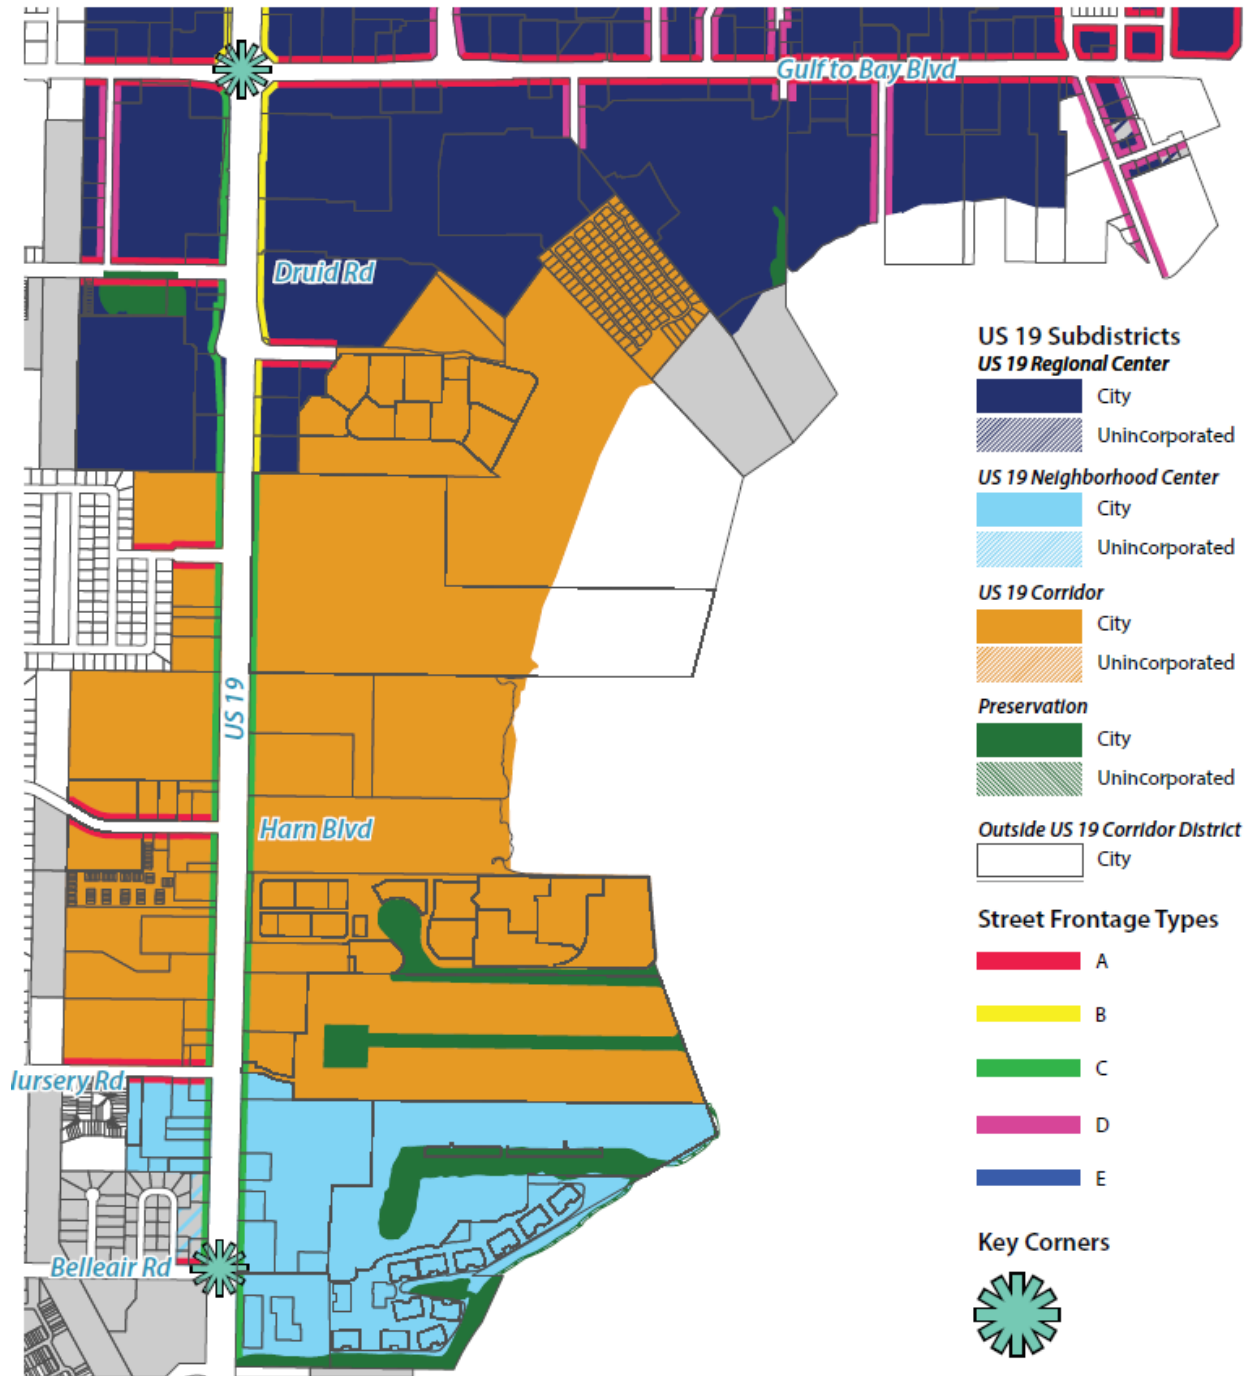 Gulf to Bay Blvd
Druid Rd
US 19
Harn Blvd
Nursery Rd
Belleair Rd
US 19 Subdistricts
US 19 Regional Center
City
Unincorporated
US 19 Neighborhood Center
City
Unincorporated
US 19 Corridor
City
Unincorporated
Preservation
City
Unincorporated
Outside US 19 Corridor District
City
Street Frontage Types
A
B
C
D
E
Key Corners